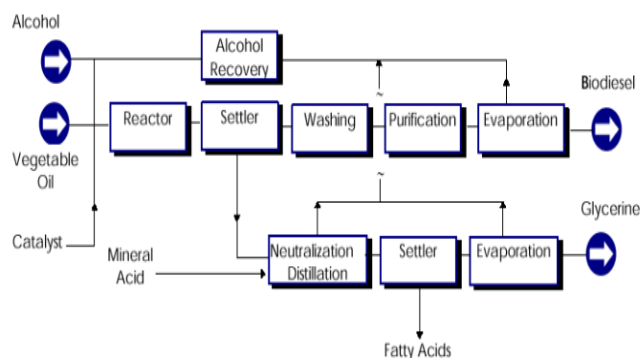 Alcohol
Alcohol
Recovery
Biodiesel
Reactor
Settler
Washing
Purification
Evaporation
Vegetable
Oil
~
~
Glycerine
Catalyst
Mineral
Acid
Neutralization
Distillation
Settler
Evaporation
Fatty Acids